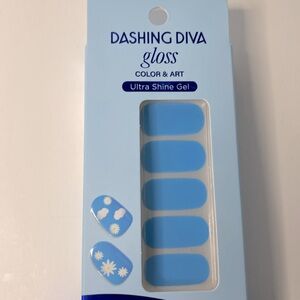 DASHING DIVA
gloss
COLOR & ART
Ultra Shine Gel